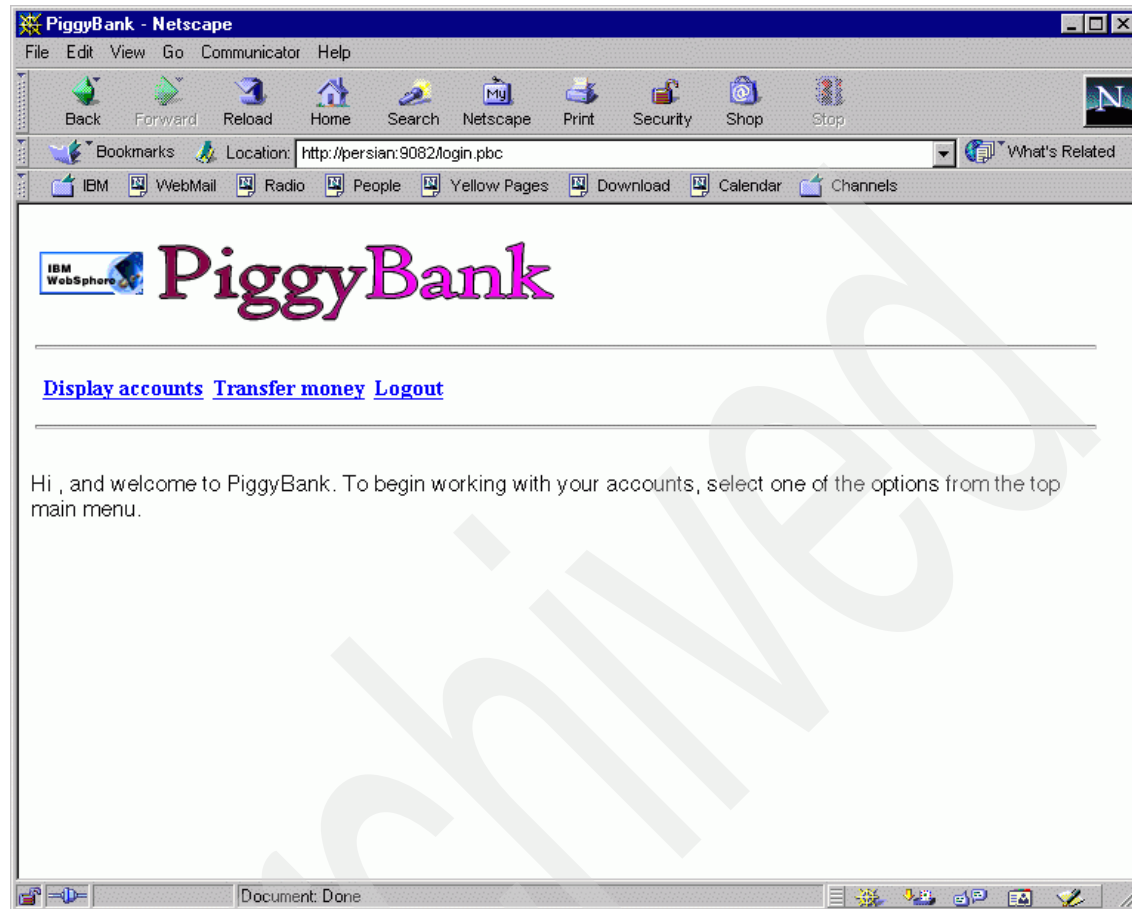 PiggyBank - Netscape
File Edit View Go Communicator Help
Back Forward Reload Home Search Netscape Print Security Shop Stop
My
N
Bookmarks Location: http://persian:9082/login.pbc What's Related
IBM WebMail Radio People Yellow Pages Download Calendar Channels
IBM
WebSphere
PiggyBank
Display accounts Transfer money Logout
Hi , and welcome to PiggyBank. To begin working with your accounts, select one of the options from the top
main menu.
Document: Done